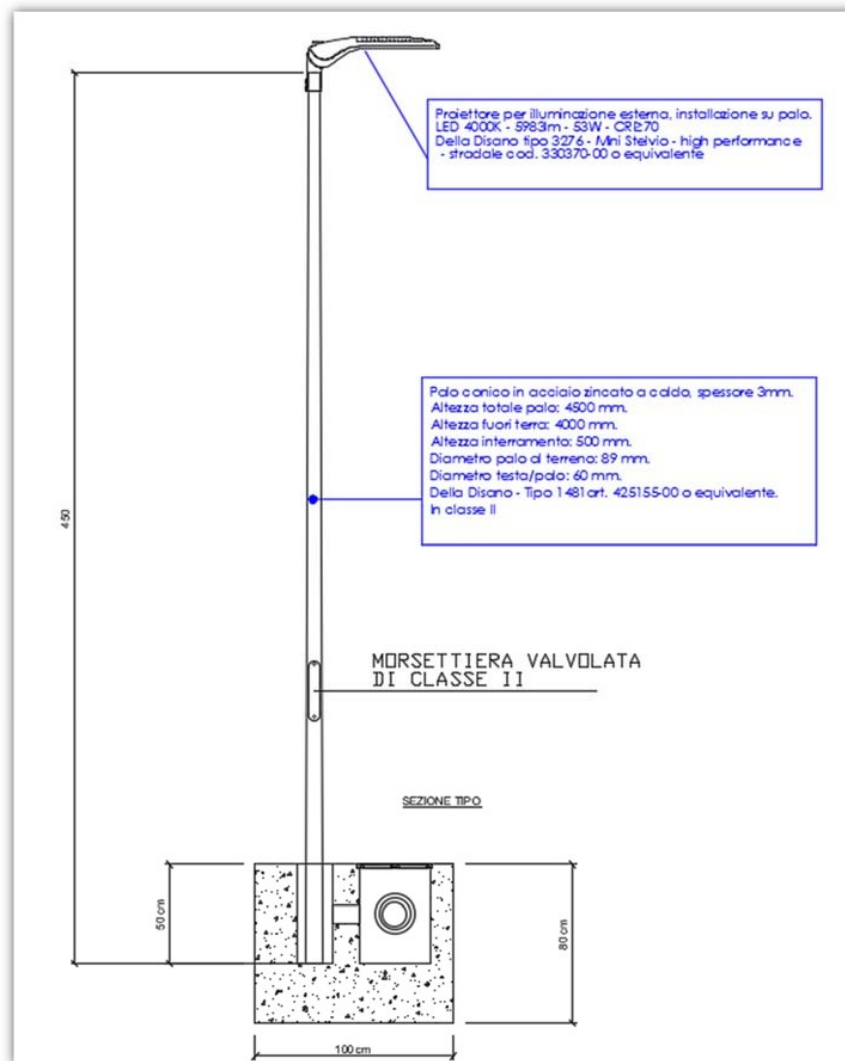 Proiettore per illuminazione esterna, installazione su palo.
LED 4000K - 5983lm - 53W - CRI≥70
Della Disano tipo 3276 - Mini Stelvio - high performance
- stradale cod. 330370-00 o equivalente
Palo conico in acciaio zincato a caldo, spessore 3mm.
Altezza totale palo: 4500 mm.
Altezza fuori terra: 4000 mm.
Altezza interramento: 500 mm.
Diametro palo al terreno: 89 mm.
Diametro testa/palo: 60 mm.
Della Disano - Tipo 1481 art. 425155-00 o equivalente.
In classe II
450
MORSETTIERA VALVOLATA
DI CLASSE II
SEZIONE TIPO
50 cm
80 cm
100 cm